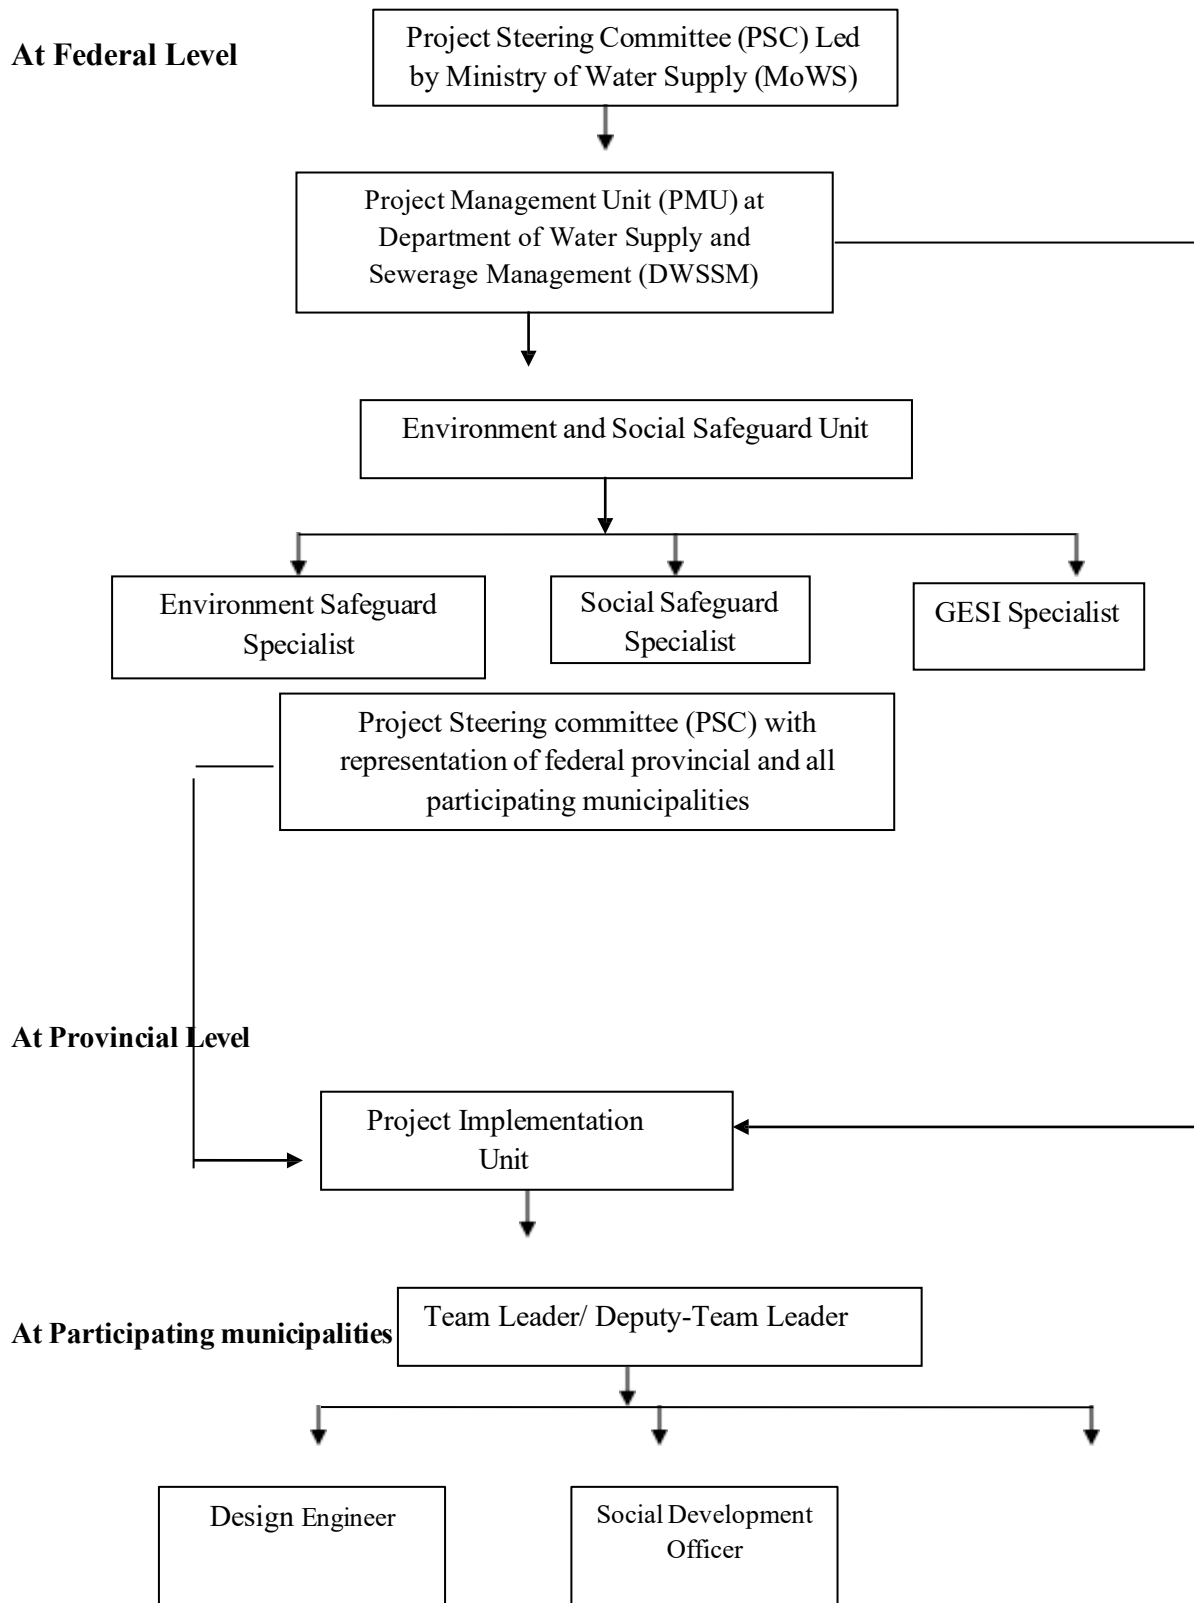 At Federal Level
Project Steering Committee (PSC) Led
by Ministry of Water Supply (MoWS)
Project Management Unit (PMU) at
Department of Water Supply and
Sewerage Management (DWSSM)
Environment and Social Safeguard Unit
Environment Safeguard
Specialist
Social Safeguard
Specialist
GESI Specialist
Project Steering committee (PSC) with
representation of federal provincial and all
participating municipalities
At Provincial Level
Project Implementation
Unit
At Participating municipalities
Team Leader/ Deputy-Team Leader
Design Engineer
Social Development
Officer